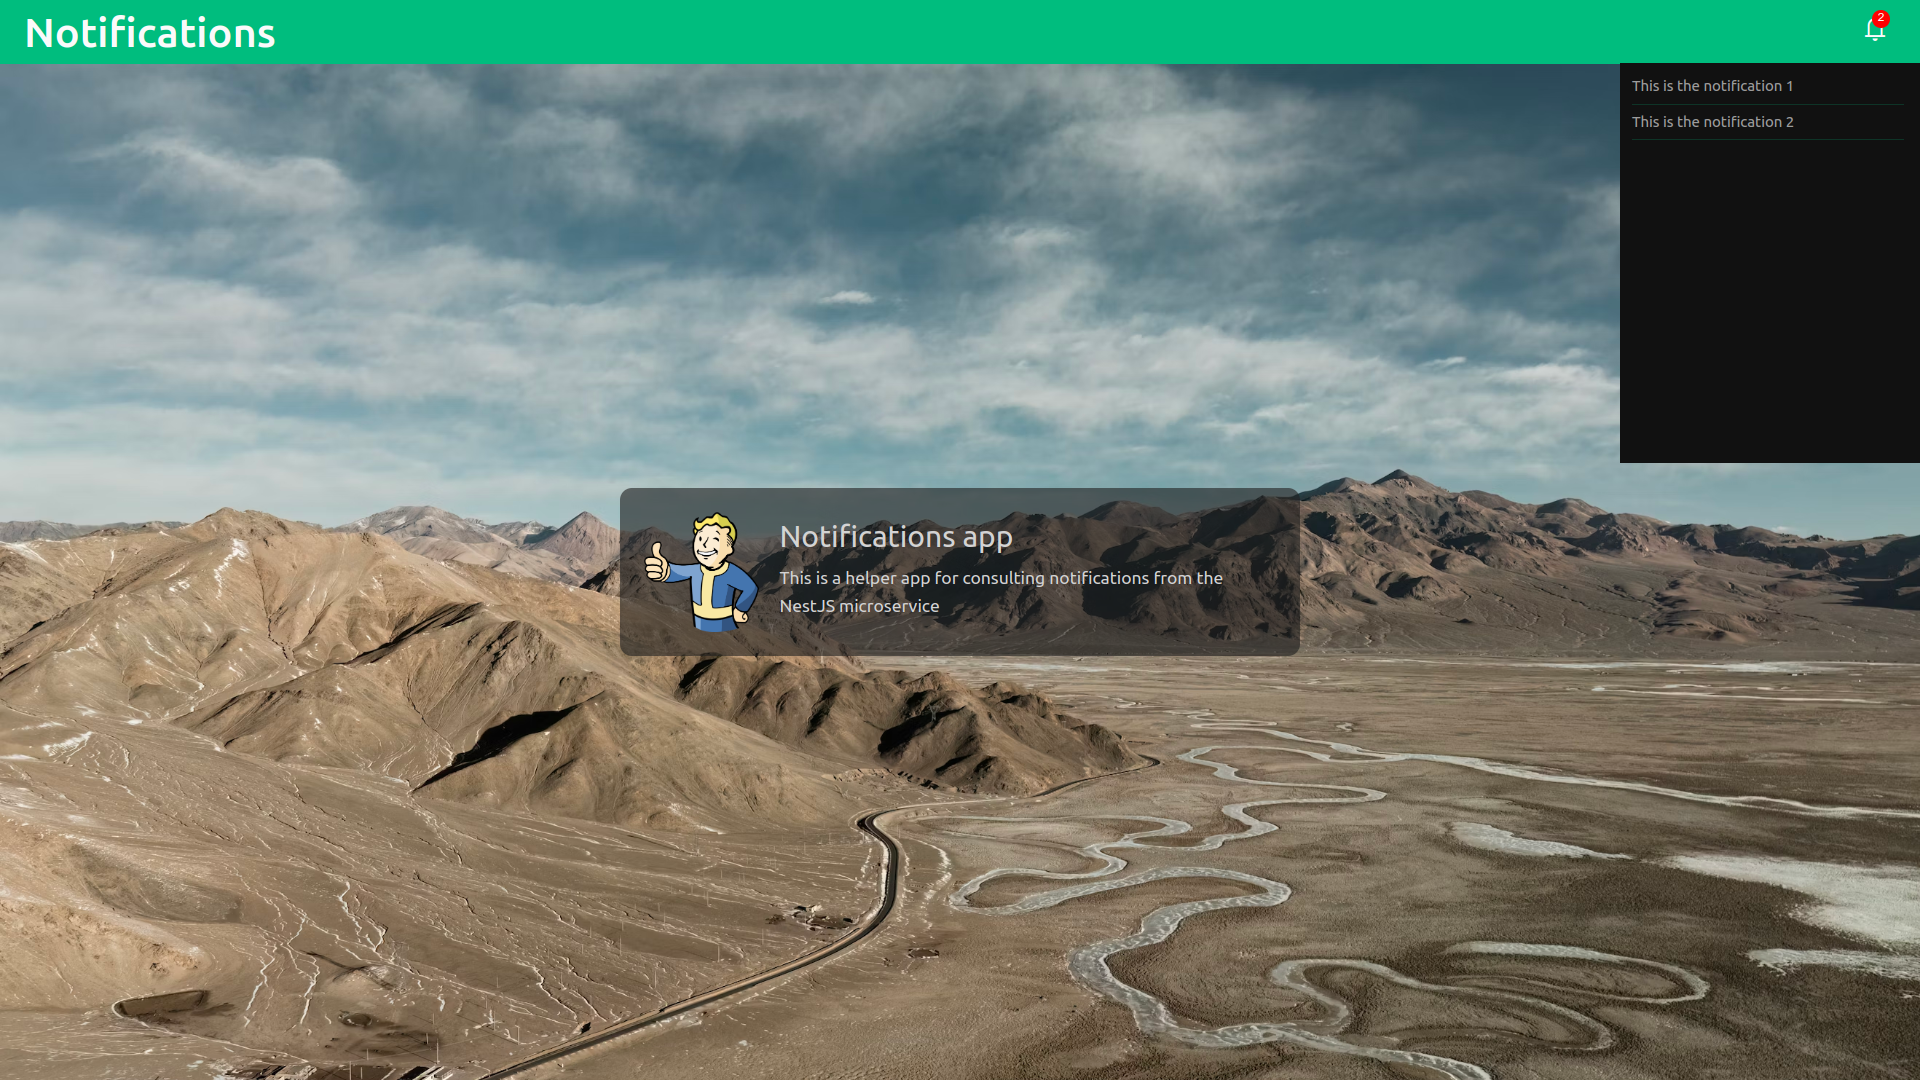 Notifications
2
This is the notification 1
This is the notification 2
Notifications app
This is a helper app for consulting notifications from the
NestJS microservice